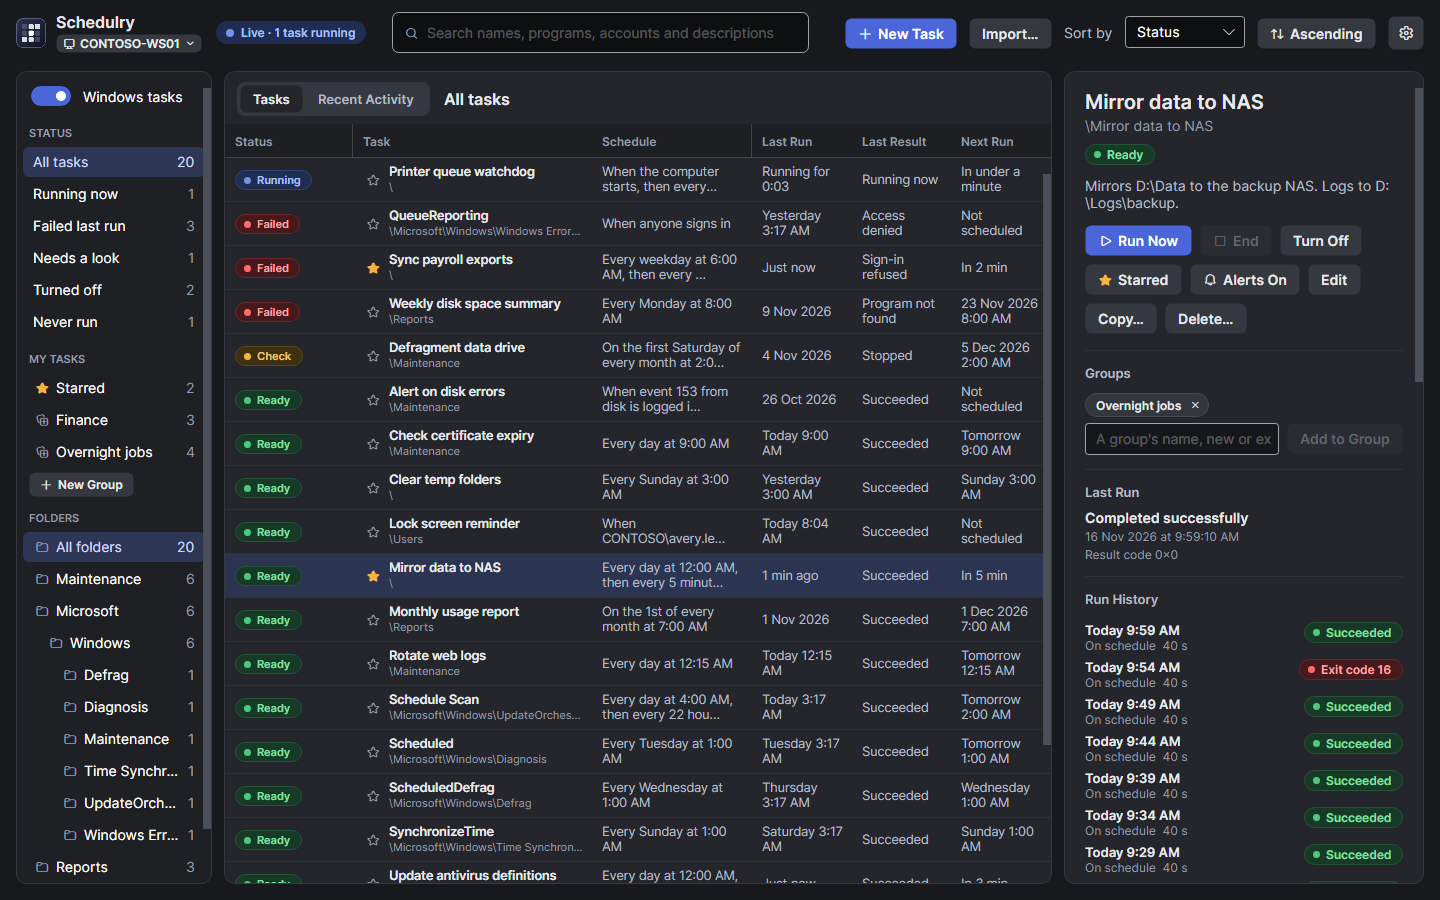 Schedulry
CONTOSO-WS01
Live · 1 task running
Search names, programs, accounts and descriptions
New Task
Import...
Sort by
Status
Ascending
Windows tasks
STATUS
All tasks 20
Running now 1
Failed last run 3
Needs a look 1
Turned off 2
Never run 1
MY TASKS
Starred 2
Finance 3
Overnight jobs 4
New Group
FOLDERS
All folders 20
Maintenance 6
Microsoft 6
Windows 6
Defrag 1
Diagnosis 1
Maintenance 1
Time Synchr... 1
UpdateOrch... 1
Windows Err... 1
Reports 3
Tasks Recent Activity All tasks
Status Task Schedule Last Run Last Result Next Run
Running Printer queue watchdog
\
When the computer
starts, then every...
Running for
0:03
Running now
In under a
minute
Failed QueueReporting
\Microsoft\Windows\Windows Error...
When anyone signs in
Yesterday
3:17 AM
Access
denied
Not
scheduled
Failed Sync payroll exports
\
Every weekday at 6:00
AM, then every ...
Just now
Sign-in
refused
In 2 min
Failed Weekly disk space summary
\Reports
Every Monday at 8:00
AM
9 Nov 2026
Program not
found
23 Nov 2026
8:00 AM
Check Defragment data drive
\Maintenance
On the first Saturday of
every month at 2:0...
4 Nov 2026
Stopped
5 Dec 2026
2:00 AM
Ready Alert on disk errors
\Maintenance
When event 153 from
disk is logged i...
26 Oct 2026
Succeeded
Not
scheduled
Ready Check certificate expiry
\Maintenance
Every day at 9:00 AM
Today 9:00
AM
Succeeded
Tomorrow
9:00 AM
Ready Clear temp folders
\
Every Sunday at 3:00
AM
Yesterday
3:00 AM
Succeeded
Sunday 3:00
AM
Ready Lock screen reminder
\Users
When
CONTOSO\avery.le...
Today 8:04
AM
Succeeded
Not
scheduled
Ready Mirror data to NAS
\
Every day at 12:00 AM,
then every 5 minut...
1 min ago
Succeeded
In 5 min
Ready Monthly usage report
\Reports
On the 1st of every
month at 7:00 AM
1 Nov 2026
Succeeded
1 Dec 2026
7:00 AM
Ready Rotate web logs
\Maintenance
Every day at 12:15 AM
Today 12:15
AM
Succeeded
Tomorrow
12:15 AM
Ready Schedule Scan
\Microsoft\Windows\UpdateOrches...
Every day at 4:00 AM,
then every 22 hou...
Today 3:17
AM
Succeeded
Tomorrow
2:00 AM
Ready Scheduled
\Microsoft\Windows\Diagnosis
Every Tuesday at 1:00
AM
Tuesday 3:17
AM
Succeeded
Tomorrow
1:00 AM
Ready ScheduledDefrag
\Microsoft\Windows\Defrag
Every Wednesday at
1:00 AM
Thursday
3:17 AM
Succeeded
Wednesday
1:00 AM
Ready SynchronizeTime
\Microsoft\Windows\Time Synchron...
Every Sunday at 1:00
AM
Saturday 3:17
AM
Succeeded
Sunday 1:00
AM
Ready Update antivirus definitions
Every day at 12:00 AM,
Just now
Succeeded
In 3 min
Mirror data to NAS
\Mirror data to NAS
Ready
Mirrors D:\Data to the backup NAS. Logs to D:
\Logs\backup.
Run Now End Turn Off
Starred Alerts On Edit
Copy... Delete...
Groups
Overnight jobs ×
A group's name, new or ex Add to Group
Last Run
Completed successfully
16 Nov 2026 at 9:59:10 AM
Result code 0×0
Run History
Today 9:59 AM Succeeded
On schedule 40 s
Today 9:54 AM Exit code 16
On schedule 40 s
Today 9:49 AM Succeeded
On schedule 40 s
Today 9:44 AM Succeeded
On schedule 40 s
Today 9:39 AM Succeeded
On schedule 40 s
Today 9:34 AM Succeeded
On schedule 40 s
Today 9:29 AM Succeeded
On schedule 40 s